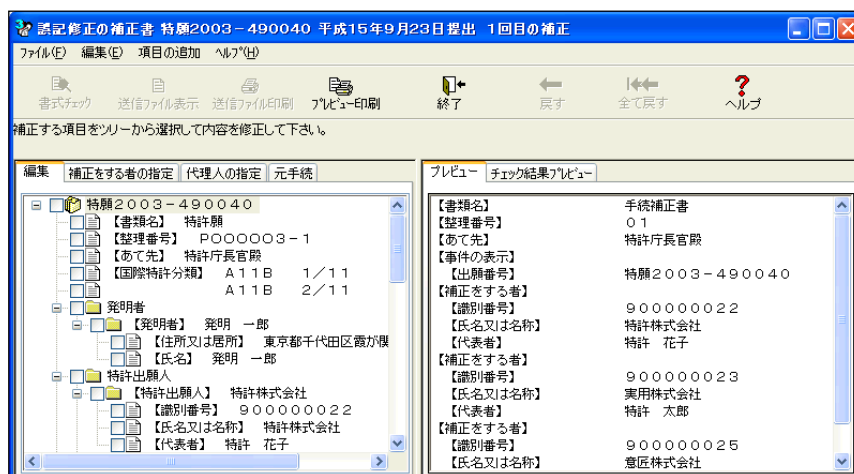 誤記修正の補正書 特願2003-490040 平成15年9月23日提出 1回目の補正
ファイル(F) 編集(E) 項目の追加 ヘルプ(H)
書式チェック 送信ファイル表示 送信ファイル印刷 プレビュー印刷 終了 戻す 全て戻す ヘルプ
補正する項目をツリーから選択して内容を修正して下さい。
編集 補正をする者の指定 代理人の指定 元手続
特願2003-490040
【書類名】 特許願
【整理番号】 P000003-1
【あて先】 特許庁長官殿
【国際特許分類】 A11B 1/11
A11B 2/11
発明者
【発明者】 発明 一郎
【住所又は居所】 東京都千代田区霞が関
【氏名】 発明 一郎
特許出願人
【特許出願人】 特許株式会社
【識別番号】 900000022
【氏名又は名称】 特許株式会社
【代表者】 特許 花子
プレビュー チェック結果プレビュー
【書類名】 手続補正書
【整理番号】 01
【あて先】 特許庁長官殿
【事件の表示】
【出願番号】 特願2003-490040
【補正をする者】
【識別番号】 900000022
【氏名又は名称】 特許株式会社
【代表者】 特許 花子
【補正をする者】
【識別番号】 900000023
【氏名又は名称】 実用株式会社
【代表者】 特許 太郎
【補正をする者】
【識別番号】 900000025
【氏名又は名称】 意匠株式会社